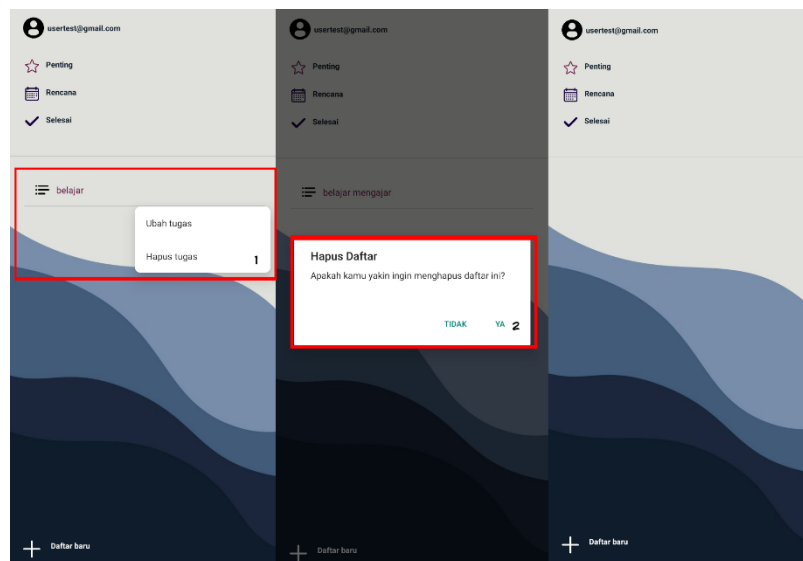 usertest@gmail.com
Penting
Rencana
Selesai
belajar
Ubah tugas
Hapus tugas 1
Daftar baru
usertest@gmail.com
Penting
Rencana
Selesai
belajar mengajar
Hapus Daftar
Apakah kamu yakin ingin menghapus daftar ini?
TIDAK YA 2
Daftar baru
usertest@gmail.com
Penting
Rencana
Selesai
Daftar baru